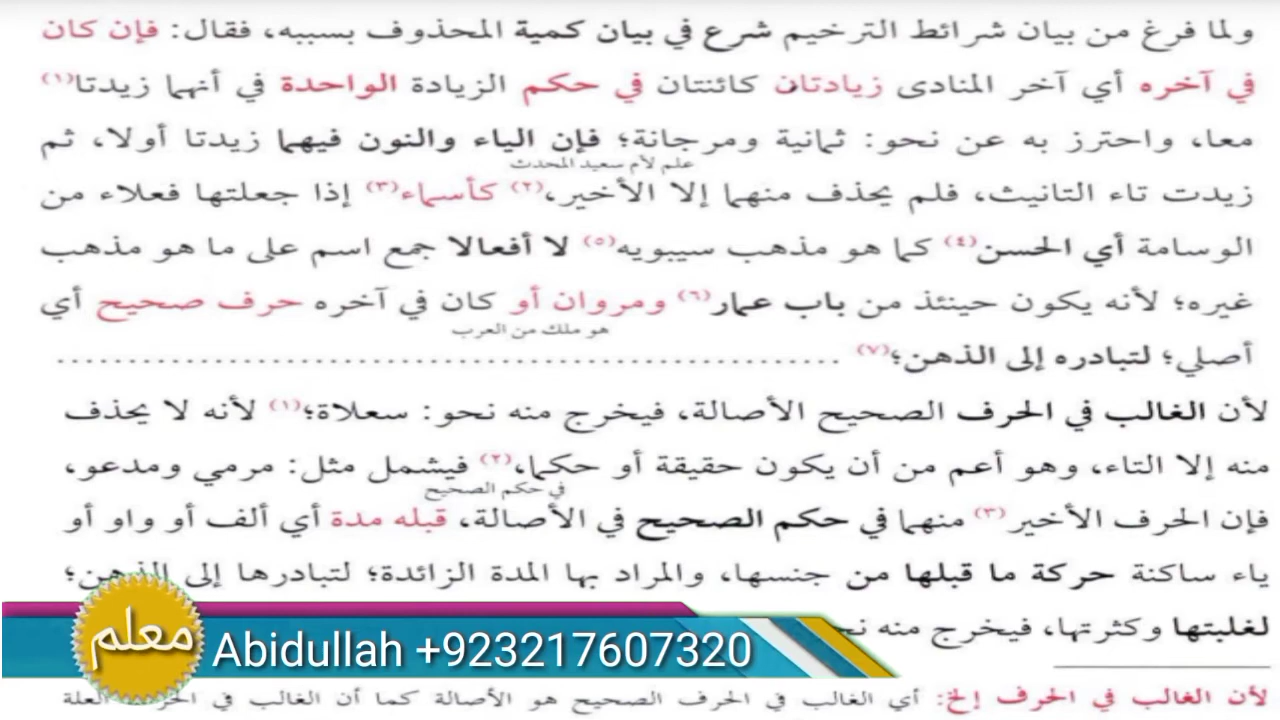 ولما فرغ من بيان شرائط الترخيم شرع في بيان كمية المحذوف بسببه، فقال: فإن كان
في آخره أي آخر المنادى زيادتان كائنتان في حكم الزيادة الواحدة في أنهما زيدتا(١)
معا، واحترز به عن نحو: ثمانية ومرجانة؛ فإن الياء والنون فيهما زيدتا أولا، ثم
علم لأم سعيد المحدث
زيدت تاء التانيث، فلم يحذف منهما إلا الأخير،(٢) كأسماء(٣) إذا جعلتها فعلاء من
الوسامة أي الحسن(٤) كما هو مذهب سيبويه(٥) لا أفعالا جمع اسم على ما هو مذهب
غيره؛ لأنه يكون حينئذ من باب عمار(٦) ومروان أو كان في آخره حرف صحيح أي
هو ملك من العرب
أصلي؛ لتبادره إلى الذهن؛(٧) ........................................
لأن الغالب في الحرف الصحيح الأصالة، فيخرج منه نحو: سعلاة؛(١) لأنه لا يحذف
منه إلا التاء، وهو أعم من أن يكون حقيقة أو حكما،(٢) فيشمل مثل: مرمي ومدعو،
في حكم الصحيح
فإن الحرف الأخير(٣) منهما في حكم الصحيح في الأصالة، قبله مدة أي ألف أو واو أو
ياء ساكنة حركة ما قبلها من جنسها، والمراد بها المدة الزائدة؛ لتبادرها إلى الذهن؛
لغلبتها وكثرتها، فيخرج منه
معلم Abidullah +923217607320
لأن الغالب في الحرف إلخ: أي الغالب في الحرف الصحيح هو الأصالة كما أن الغالب في العلة